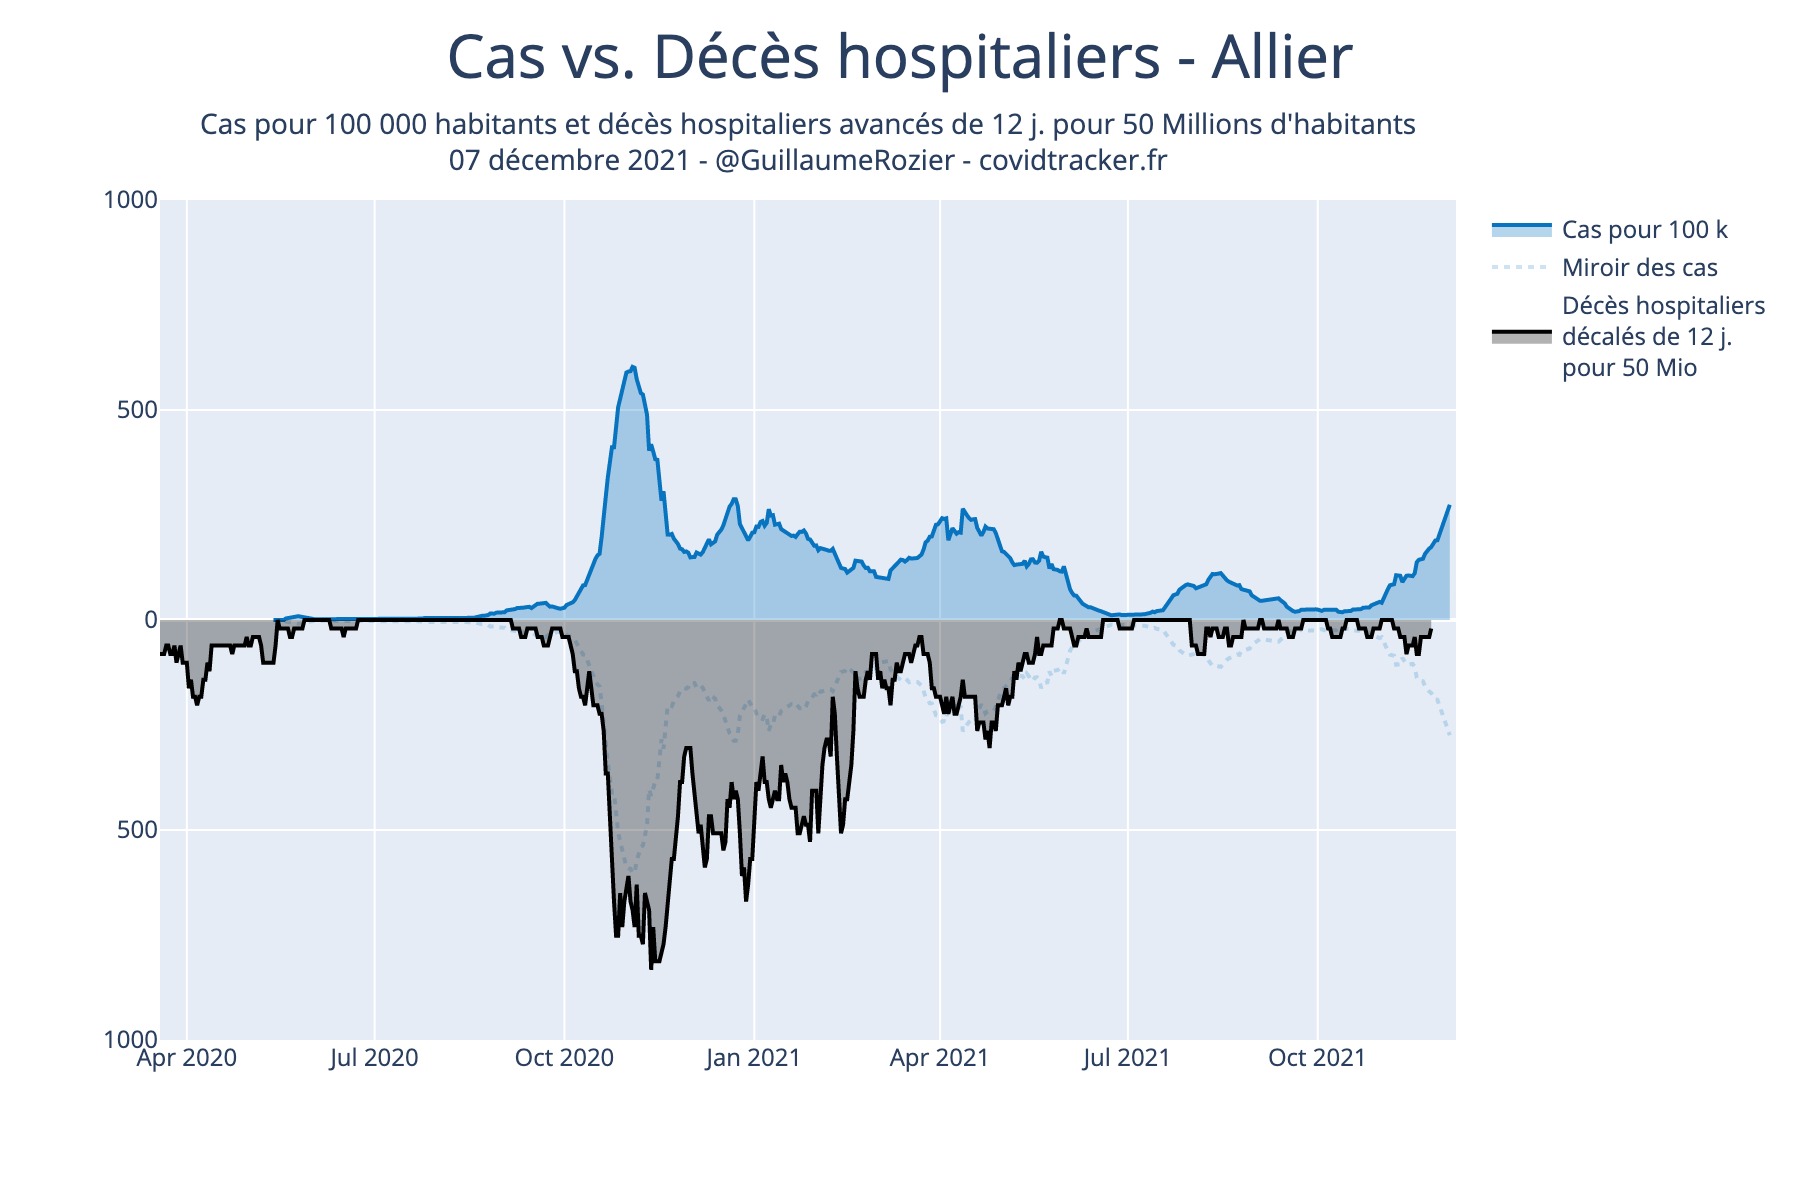 Cas vs. Décès hospitaliers - Allier
Cas pour 100 000 habitants et décès hospitaliers avancés de 12 j. pour 50 Millions d'habitants
07 décembre 2021 - @GuillaumeRozier - covidtracker.fr
1000
500
0
500
1000
Apr 2020
Jul 2020
Oct 2020
Jan 2021
Apr 2021
Jul 2021
Oct 2021
Cas pour 100 k
Miroir des cas
Décès hospitaliers
décalés de 12 j.
pour 50 Mio